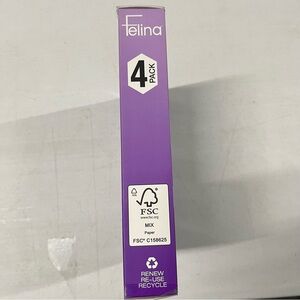 Felina
4
PACK
FSC
www.fsc.org
MIX
Paper
FSC® C158625
RENEW
RE-USE
RECYCLE